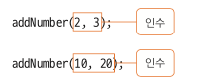 addNumber(2, 3); 인수
addNumber(10, 20); 인수